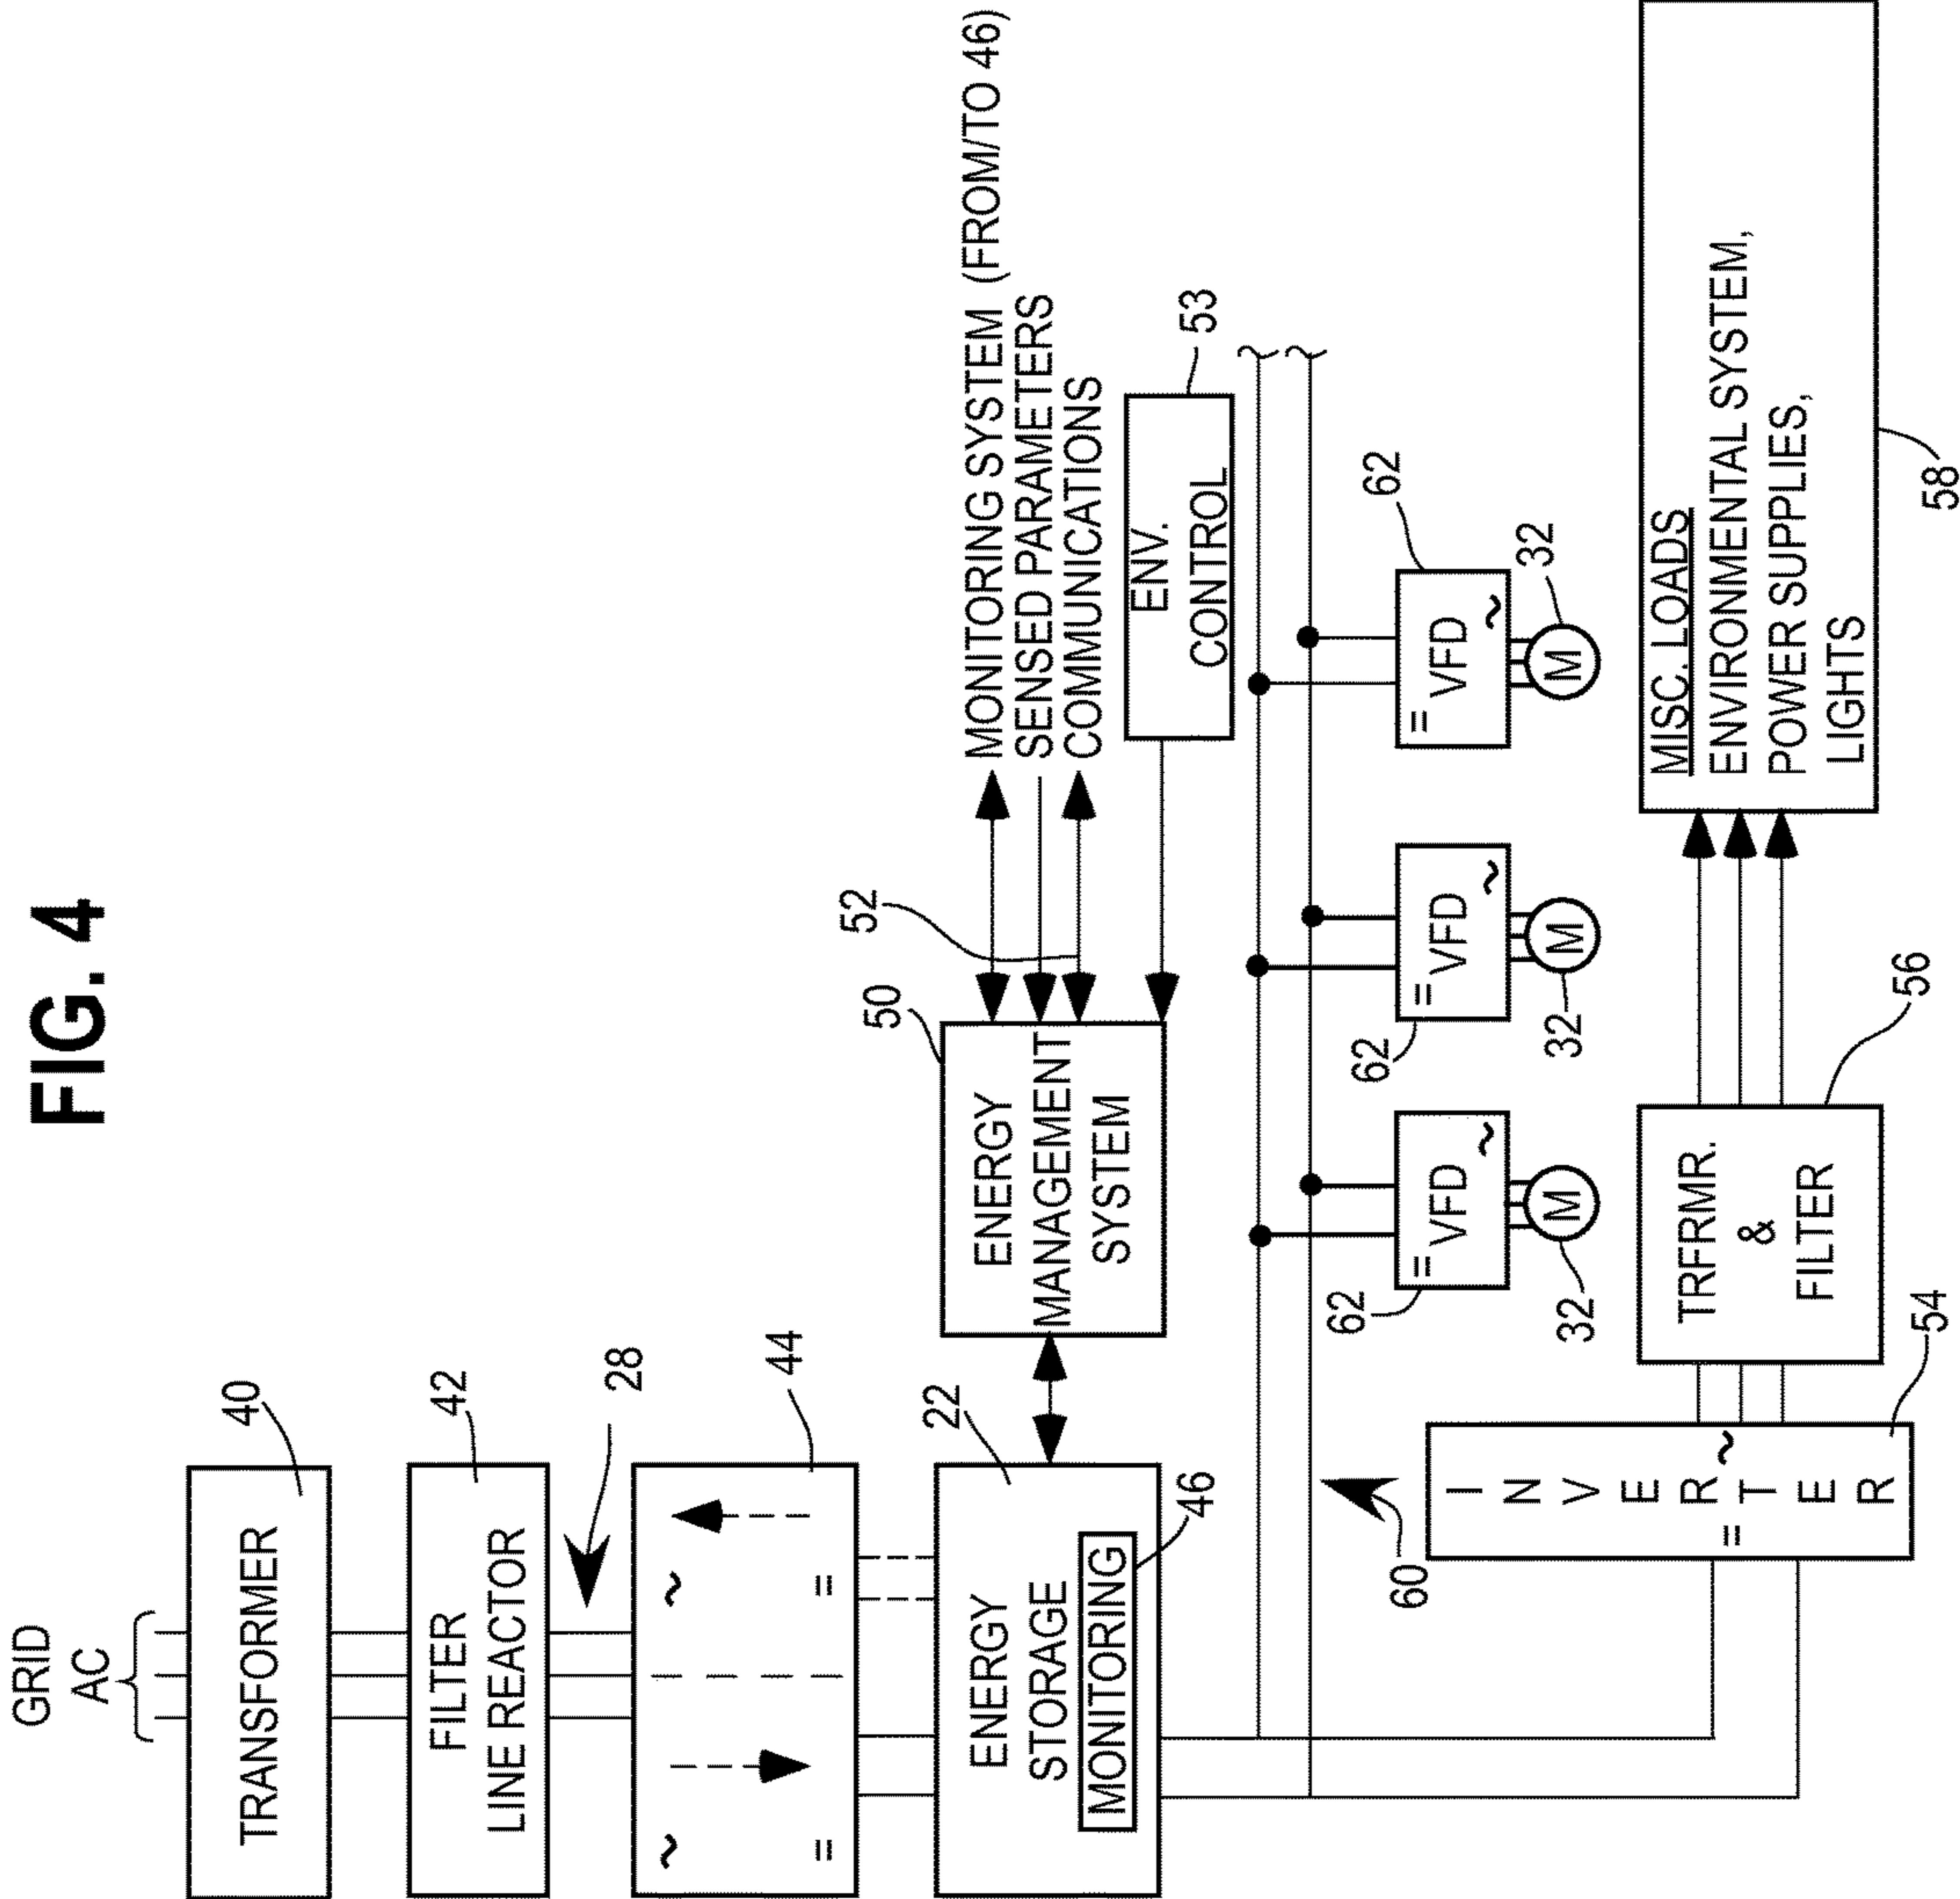 FIG. 4
GRID
AC
TRANSFORMER
40
FILTER
LINE REACTOR
42
28
~
=
~
=
44
ENERGY
STORAGE
MONITORING
22
46
ENERGY
MANAGEMENT
SYSTEM
50
52
MONITORING SYSTEM (FROM/TO 46)
SENSED PARAMETERS
COMMUNICATIONS
ENV.
CONTROL
53
60
=
VFD
~
62
M
32
=
VFD
~
62
M
32
=
VFD
~
62
M
32
I
N
V
E
R
T
E
R
=
~
54
TRFRMR.
&
FILTER
56
MISC. LOADS
ENVIRONMENTAL SYSTEM,
POWER SUPPLIES,
LIGHTS
58